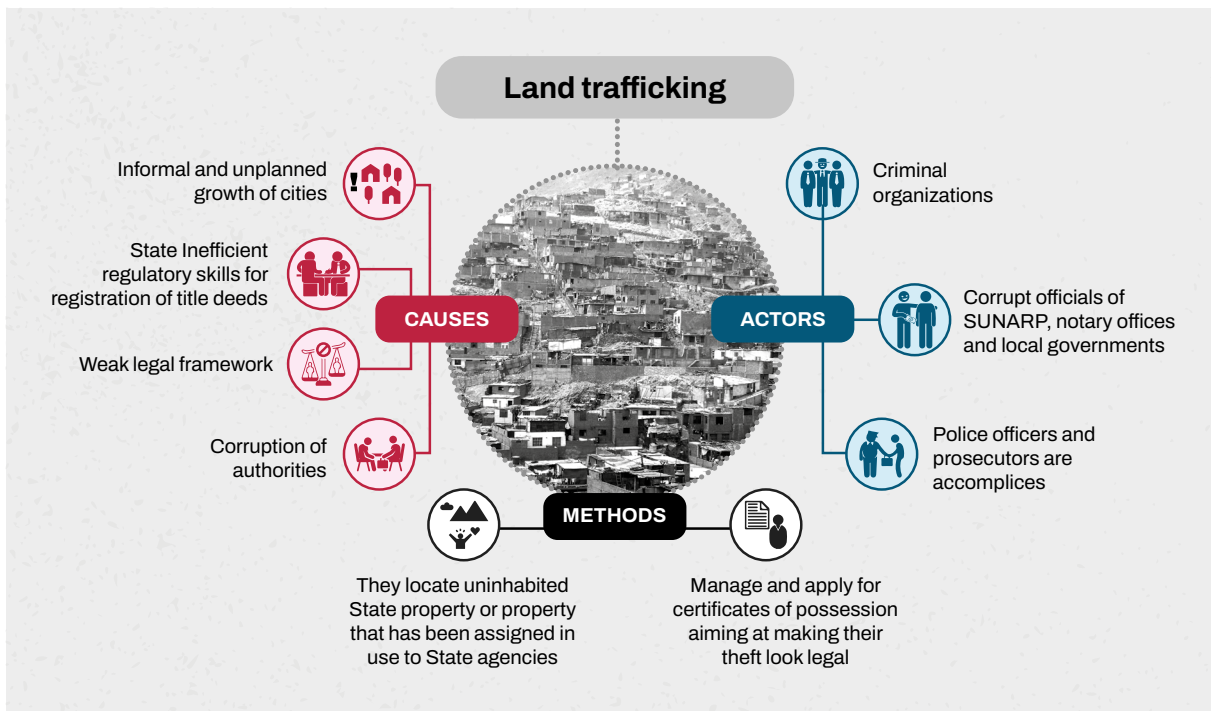 Land trafficking
Informal and unplanned
growth of cities
State Inefficient
regulatory skills for
registration of title deeds
Weak legal framework
Corruption of
authorities
CAUSES
ACTORS
Criminal
organizations
Corrupt officials of
SUNARP, notary offices
and local governments
Police officers and
prosecutors are
accomplices
METHODS
They locate uninhabited
State property or property
that has been assigned in
use to State agencies
Manage and apply for
certificates of possession
aiming at making their
theft look legal